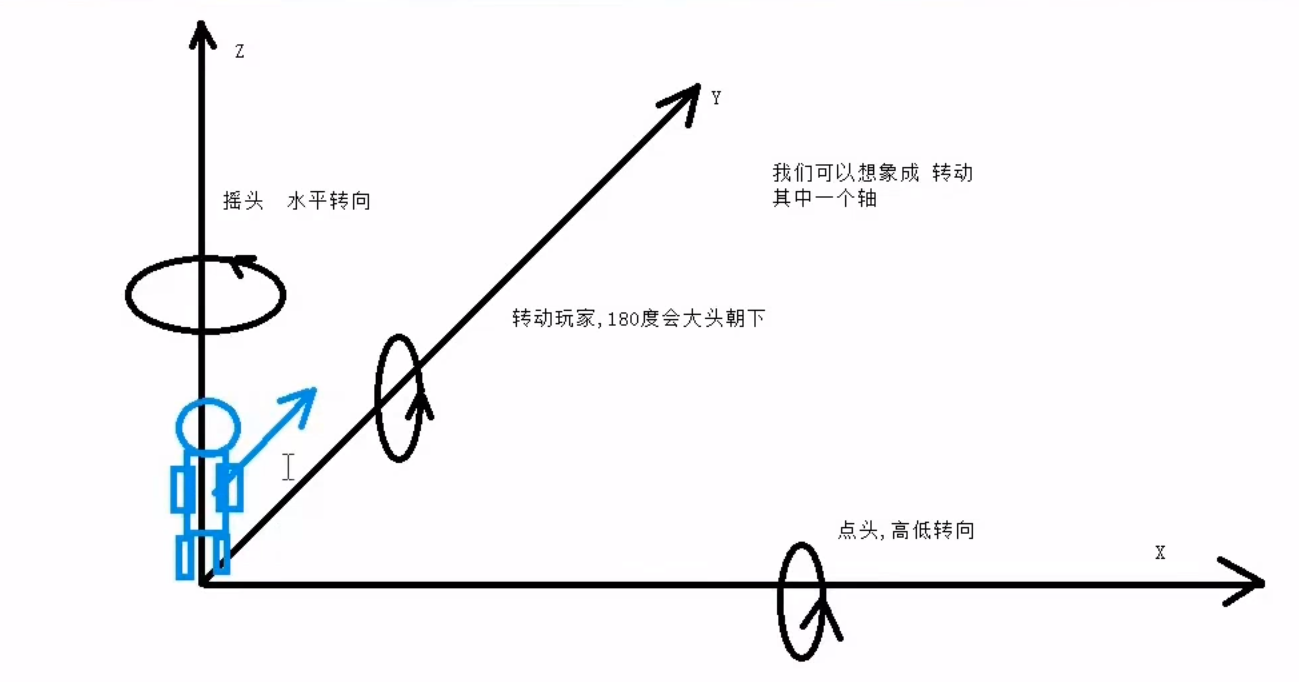 Z
Y
我们可以想象成 转动
其中一个轴
摇头 水平转向
转动玩家,180度会大头朝下
点头,高低转向
X